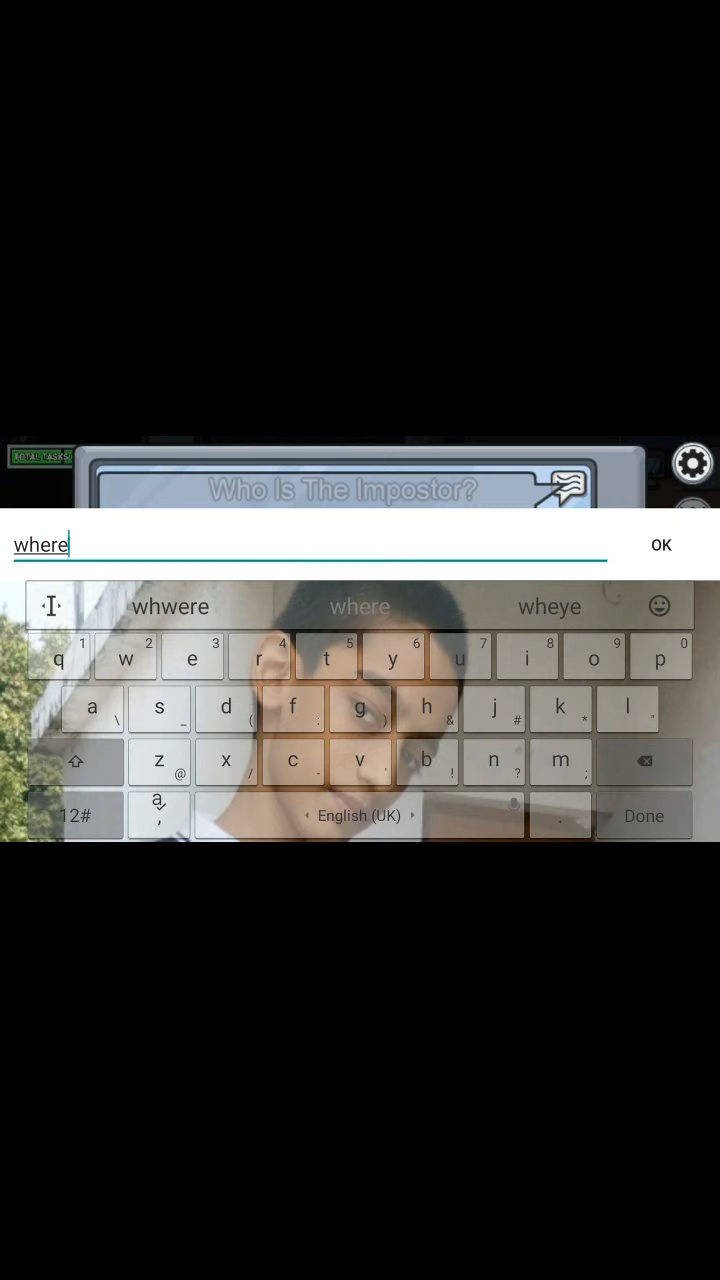 TOTAL TASKS
Who Is The Impostor?
where
OK
whwere where wheye
1 2 3 4 5 6 7 8 9 0
q w e r t y u i o p
a s d f g h j k l
\ _ ( : ) & # * "
z x c v b n m
@ / - ' ! ? ;
12# a , English (UK) . Done